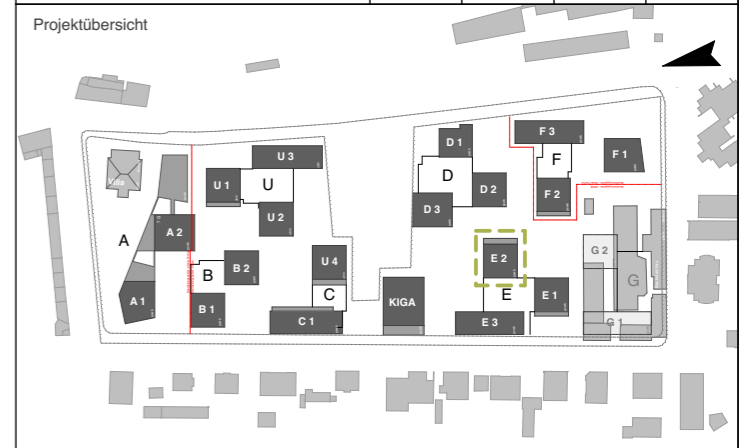 Projektübersicht
F 3
D 1
U 3
F
F 1
D
U 1
U
D 2
F 2
Villa
D 3
U 2
A 2
A
G 2
E 2
U 4
B 2
B
G
A 1
C
KIGA
E
E 1
B 1
C 1
E 3
G 1